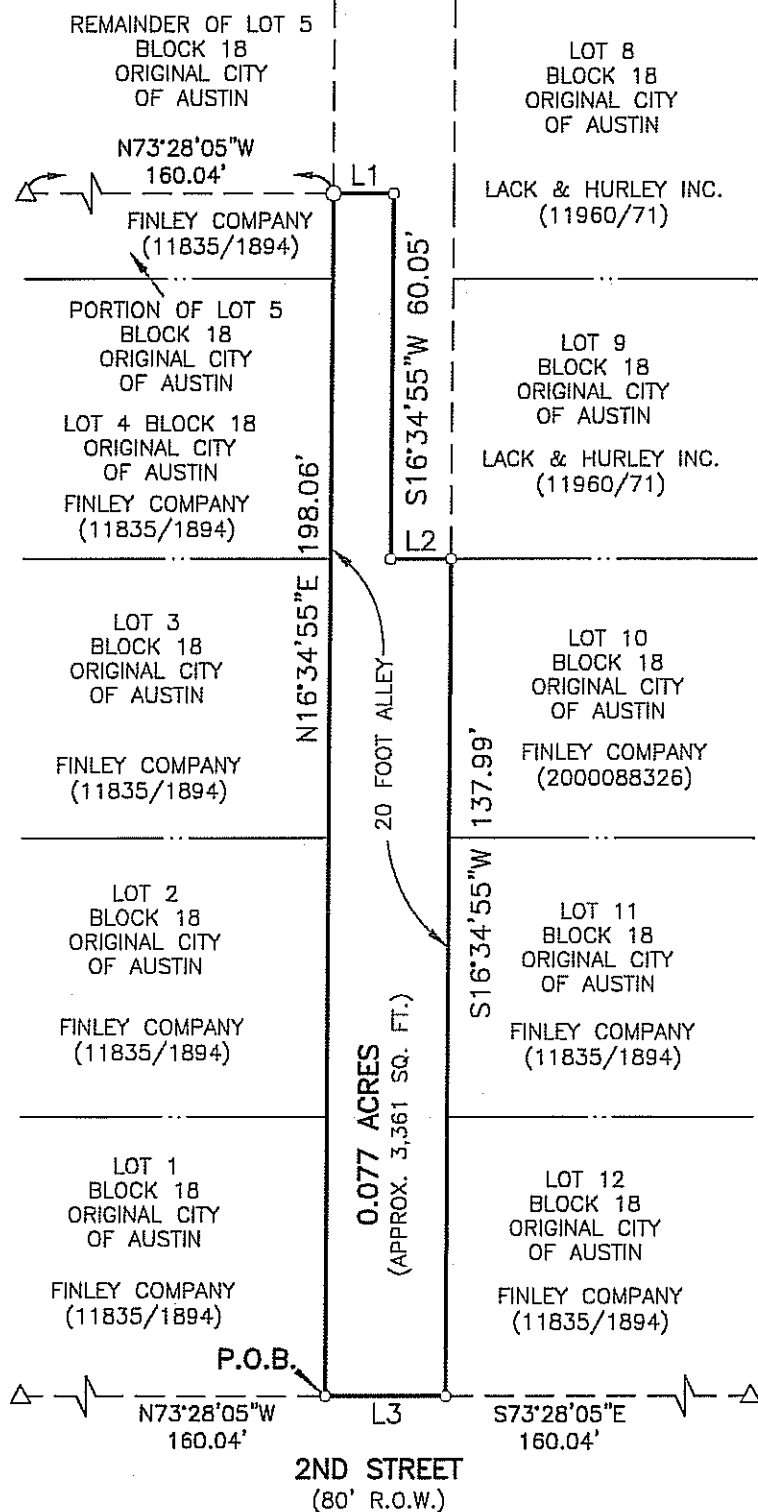 REMAINDER OF LOT 5
BLOCK 18
ORIGINAL CITY
OF AUSTIN
N73°28'05"W
160.04'
L1
FINLEY COMPANY
(11835/1894)
LOT 8
BLOCK 18
ORIGINAL CITY
OF AUSTIN
LACK & HURLEY INC.
(11960/71)
PORTION OF LOT 5
BLOCK 18
ORIGINAL CITY
OF AUSTIN
LOT 4 BLOCK 18
ORIGINAL CITY
OF AUSTIN
FINLEY COMPANY
(11835/1894)
S16°34'55"W 60.05'
LOT 9
BLOCK 18
ORIGINAL CITY
OF AUSTIN
LACK & HURLEY INC.
(11960/71)
L2
N16°34'55"E 198.06'
LOT 3
BLOCK 18
ORIGINAL CITY
OF AUSTIN
FINLEY COMPANY
(11835/1894)
20 FOOT ALLEY
LOT 10
BLOCK 18
ORIGINAL CITY
OF AUSTIN
FINLEY COMPANY
(2000088326)
S16°34'55"W 137.99'
LOT 2
BLOCK 18
ORIGINAL CITY
OF AUSTIN
FINLEY COMPANY
(11835/1894)
LOT 11
BLOCK 18
ORIGINAL CITY
OF AUSTIN
FINLEY COMPANY
(11835/1894)
0.077 ACRES
(APPROX. 3,361 SQ. FT.)
LOT 1
BLOCK 18
ORIGINAL CITY
OF AUSTIN
FINLEY COMPANY
(11835/1894)
LOT 12
BLOCK 18
ORIGINAL CITY
OF AUSTIN
FINLEY COMPANY
(11835/1894)
P.O.B.
N73°28'05"W
160.04'
L3
S73°28'05"E
160.04'
2ND STREET
(80' R.O.W.)